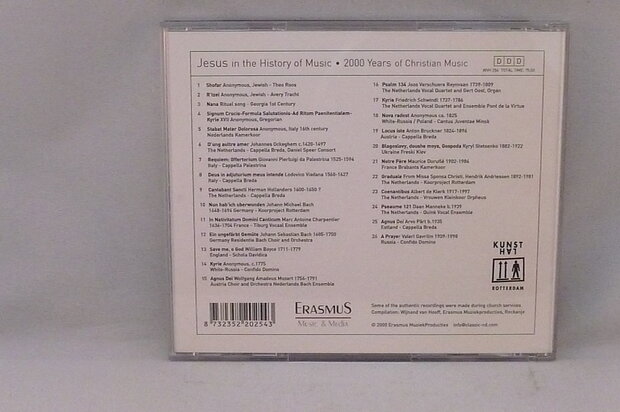 Jesus in the History of Music • 2000 Years of Christian Music
DDD
1 Shofar Anonymous, Jewish - Theo Roos
2 R'tsei Anonymous, Jewish - Avery Tracht
3 Nana Ritual song - Georgia 1st Century
4 Signum Crucis-Formula Salutationis-Ad Ritum Paenitentialem-
Kyrie XVII Anonymous, Gregorian
5 Stabat Mater Dolorosa Anonymous, Italy 14th century
Nederlands Kamerkoor
6 D'ung aultre amer Johannes Ockeghem c.1420-1497
The Netherlands - Cappella Breda, Daniel Speer Consort
7 Requiem: Offertorium Giovanni Pierluigi da Palestrina 1525-1594
Italy - Cappella Palestrina
8 Deus in adjutorium meum intende Lodovico Viadana 1560-1627
Italy - Cappella Breda
9 Cantabant Sancti Herman Hollanders 1600-1650 ?
The Netherlands - Cappella Breda
10 Nun hab'ich uberwunden Johann Michael Bach
1648-1694 Germany - Koorproject Rotterdam
11 In Nativitatum Domini Canticum Marc Antoine Charpentier
1634-1704 France - Tilburg Vocaal Ensemble
12 Ein ungefärbt Gemüte Johann Sebastian Bach 1685-1750
Germany Residentie Bach Choir and Orchestra
13 Save me, o God William Boyce 1711-1779
England - Schola Davidica
14 Kyrie Anonymous, c.1775
White-Russia - Confido Domino
15 Agnus Dei Wolfgang Amadeus Mozart 1756-1791
Austria Choir and Orchestra Nederlands Bach Ensemble
16 Psalm 134 Joos Verschuere Reynvaan 1739-1809
The Netherlands Vocal Quartet and Gert Oost, Organ
17 Kyrie Friedrich Schwindl 1737-1786
The Netherlands Vocal Quartet and Ensemble Pont de la Virtue
18 Nova radost Anonymous ca. 1825
White-Russia / Poland - Cantus Juventae Minsk
19 Locus iste Anton Bruckner 1824-1896
Austria - Cappella Breda
20 Blagoslovy, doushe moya, Gospoda Kyryl Stetsenko 1882-1922
Ukraine Freski Kiev
21 Notre Père Maurice Duruflé 1902-1986
France Brabants Kamerkoor
22 Graduale From Missa Sponsa Christi, Hendrik Andriessen 1892-1981
The Netherlands - Koorproject Rotterdam
23 Coenantibus Albert de Klerk 1917-1997
The Netherlands - Vrouwen Kleinkoor Orpheus
24 Pseaume 121 Daan Manneke b.1939
The Netherlands - Quink Vocal Ensemble
25 Agnus Dei Arvo Pärt b.1935
Estland - Cappella Breda
26 A Prayer Valeri Gavrilin 1939-1998
Russia - Confido Domino
KUNST
HAL
ROTTERDAM
8 732352 202543
ERASMUS
Music & Media
Some of the authentic recordings were made during church services.
Compilation: Wijnand van Hooff, Erasmus Muziekproducties, Rockanje
© 2000 Erasmus MuziekProducties info@classic-cd.com